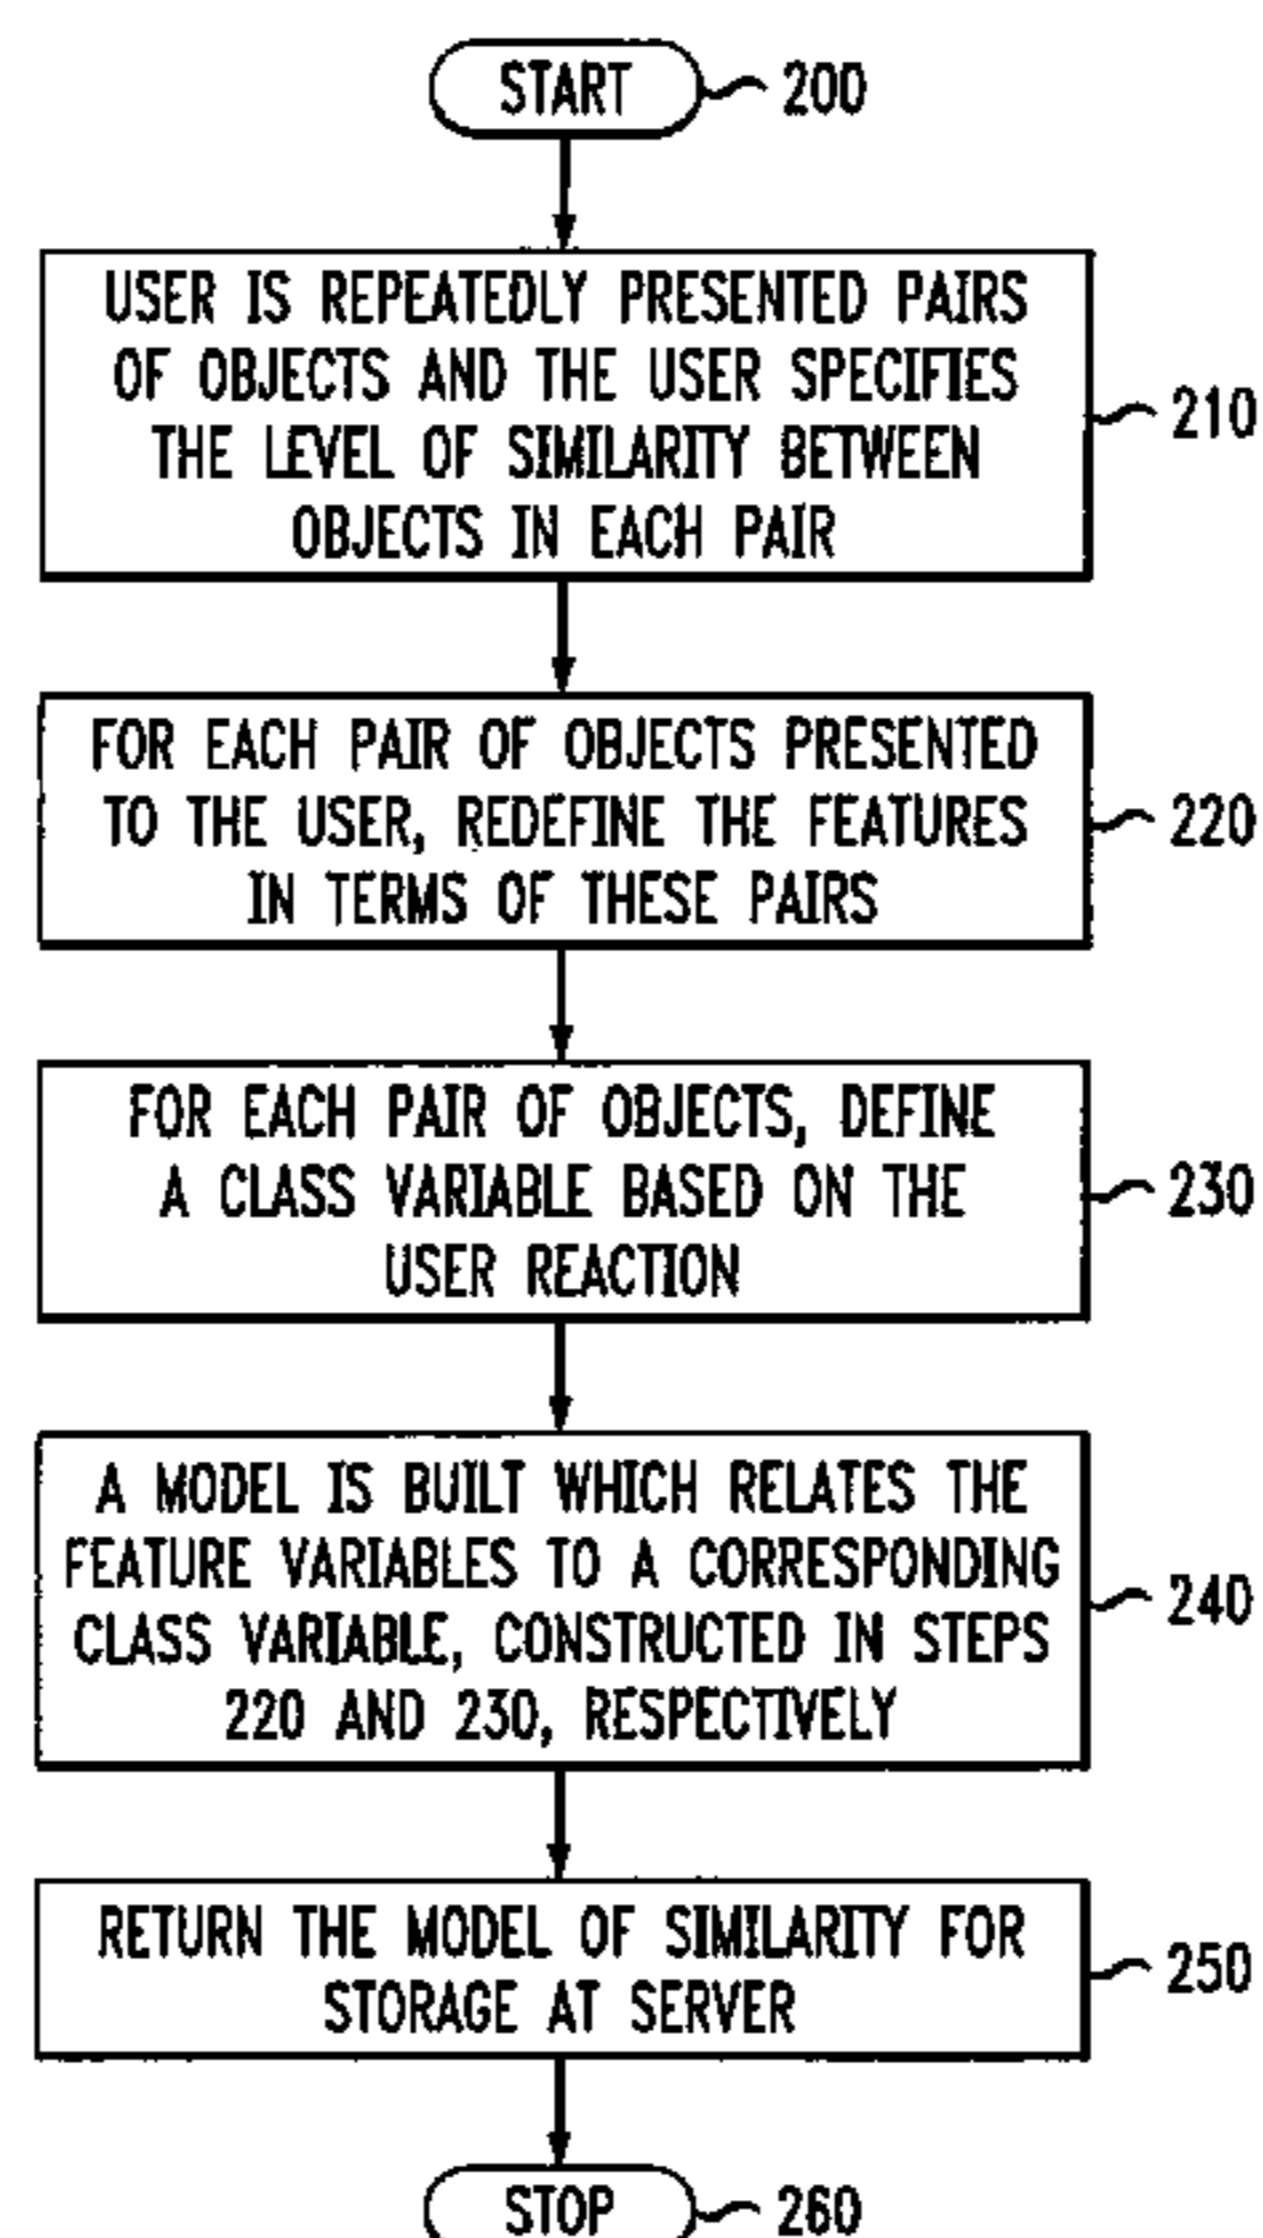 START 200
USER IS REPEATEDLY PRESENTED PAIRS
OF OBJECTS AND THE USER SPECIFIES
THE LEVEL OF SIMILARITY BETWEEN
OBJECTS IN EACH PAIR
210
FOR EACH PAIR OF OBJECTS PRESENTED
TO THE USER, REDEFINE THE FEATURES
IN TERMS OF THESE PAIRS
220
FOR EACH PAIR OF OBJECTS, DEFINE
A CLASS VARIABLE BASED ON THE
USER REACTION
230
A MODEL IS BUILT WHICH RELATES THE
FEATURE VARIABLES TO A CORRESPONDING
CLASS VARIABLE, CONSTRUCTED IN STEPS
220 AND 230, RESPECTIVELY
240
RETURN THE MODEL OF SIMILARITY FOR
STORAGE AT SERVER
250
STOP 260